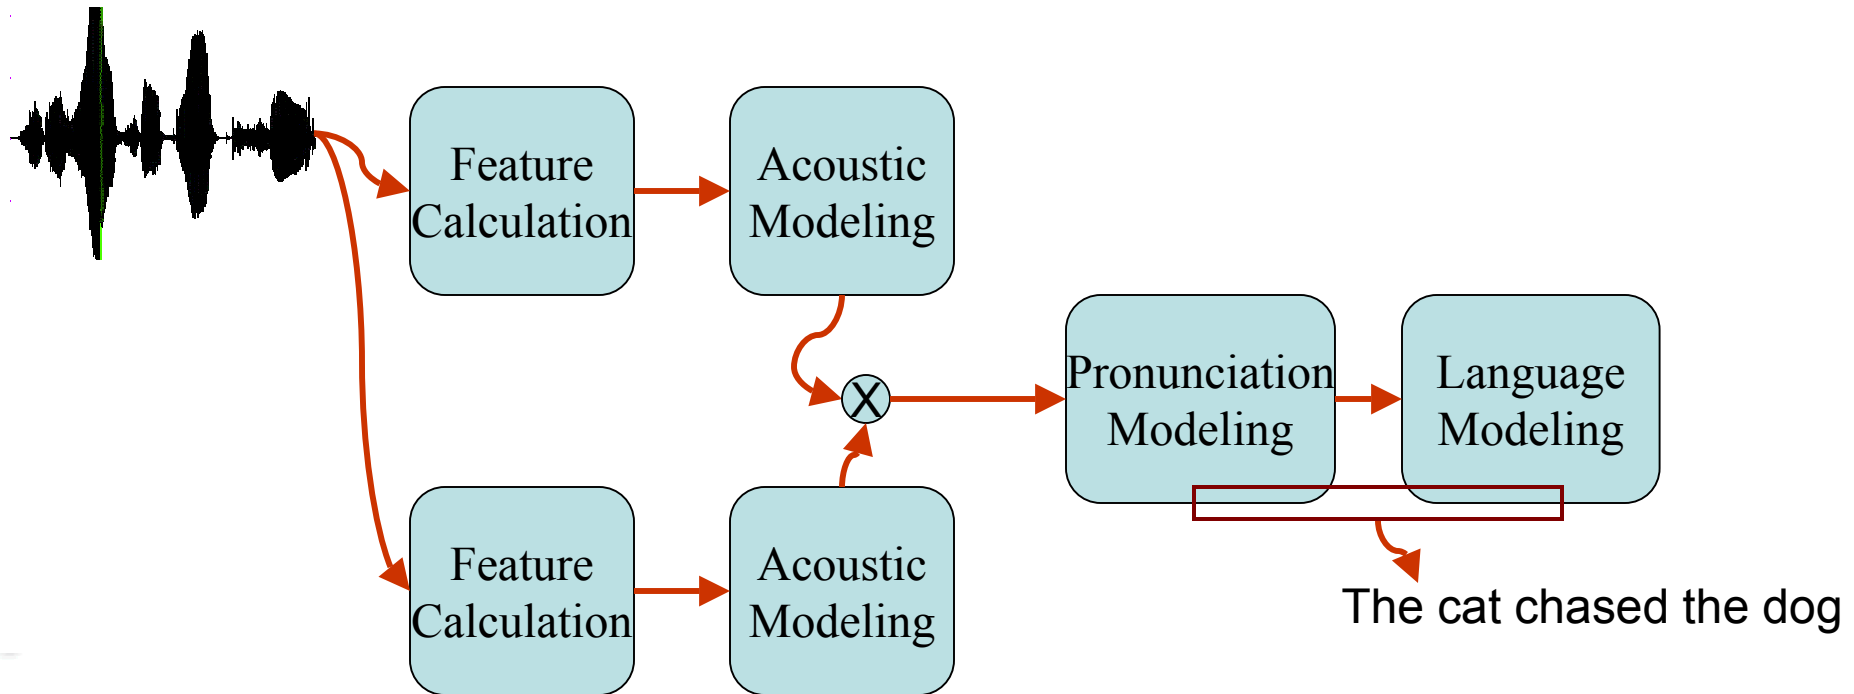 Feature
Calculation
Acoustic
Modeling
X
Pronunciation
Modeling
Language
Modeling
Feature
Calculation
Acoustic
Modeling
The cat chased the dog